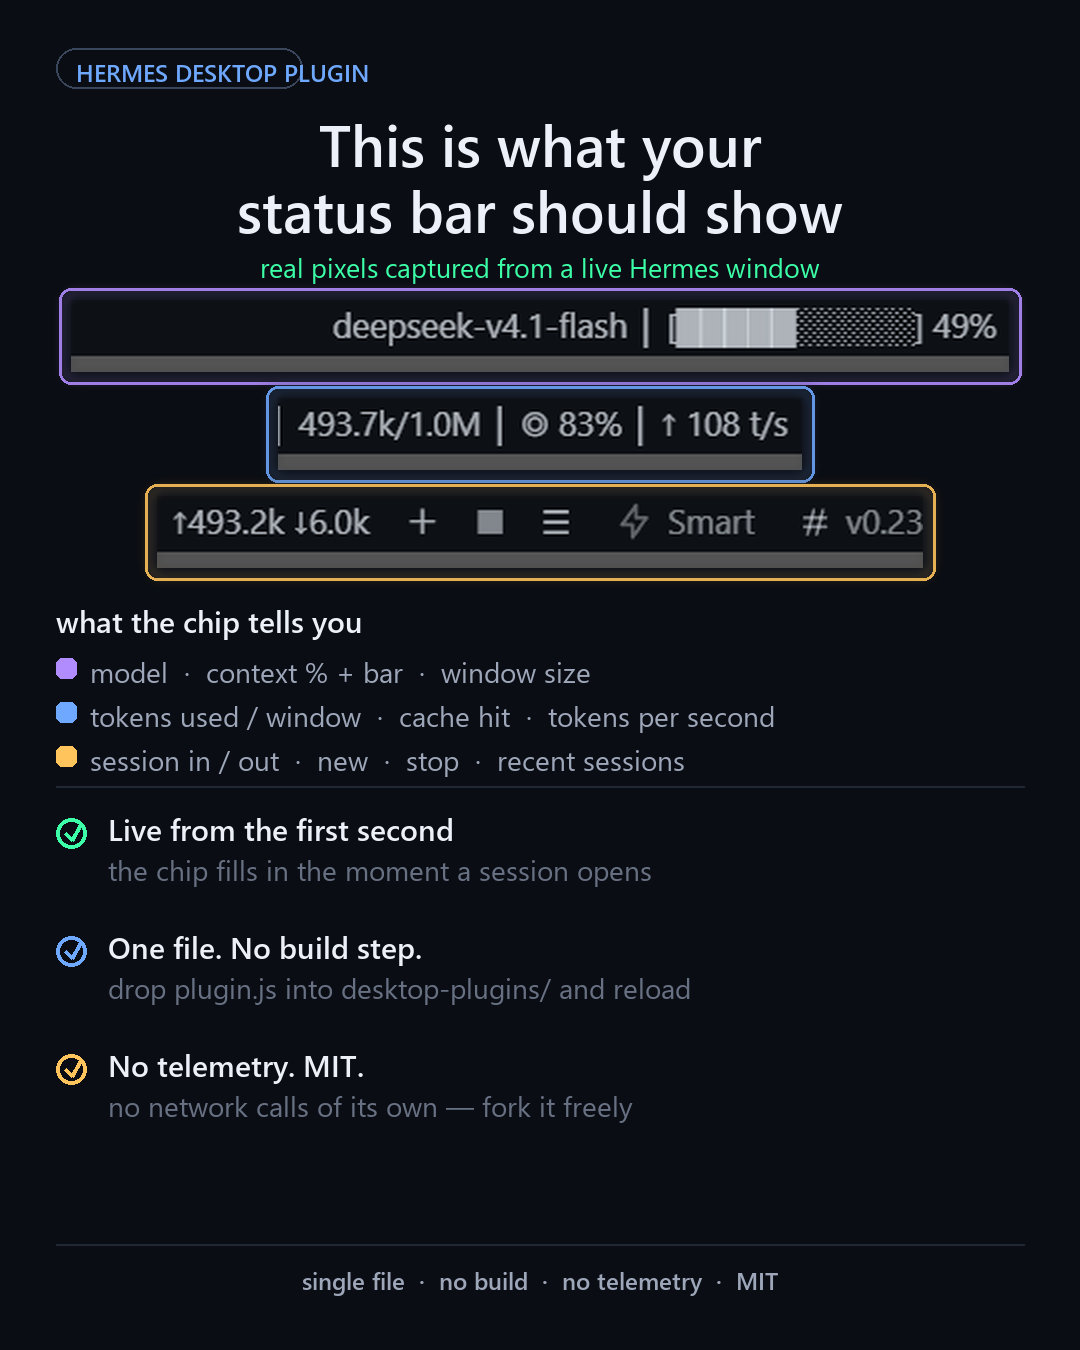 HERMES DESKTOP PLUGIN
This is what your
status bar should show
real pixels captured from a live Hermes window
deepseek-v4.1-flash | [█████░░░░░] 49%
| 493.7k/1.0M | ◎ 83% | ↑ 108 t/s
↑493.2k ↓6.0k + ■ ☰ ⚡ Smart # v0.23
what the chip tells you
model · context % + bar · window size
tokens used / window · cache hit · tokens per second
session in / out · new · stop · recent sessions
Live from the first second
the chip fills in the moment a session opens
One file. No build step.
drop plugin.js into desktop-plugins/ and reload
No telemetry. MIT.
no network calls of its own — fork it freely
single file · no build · no telemetry · MIT